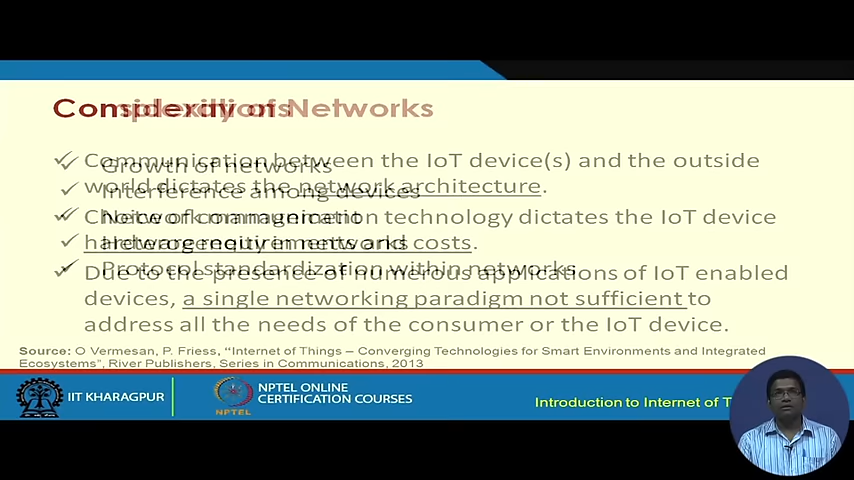 Considerations
Complexity of Networks
Communication between the IoT device(s) and the outside
world dictates the network architecture.
Choice of communication technology dictates the IoT device
hardware requirements and costs.
Due to the presence of numerous applications of IoT enabled
devices, a single networking paradigm not sufficient to
address all the needs of the consumer or the IoT device.
Growth of networks
Interference among devices
Network management
Heterogeneity in networks
Protocol standardization within networks
Source: O Vermesan, P. Friess, “Internet of Things – Converging Technologies for Smart Environments and Integrated
Ecosystems”, River Publishers, Series in Communications, 2013
IIT KHARAGPUR
NPTEL
NPTEL ONLINE
CERTIFICATION COURSES
Introduction to Internet of T